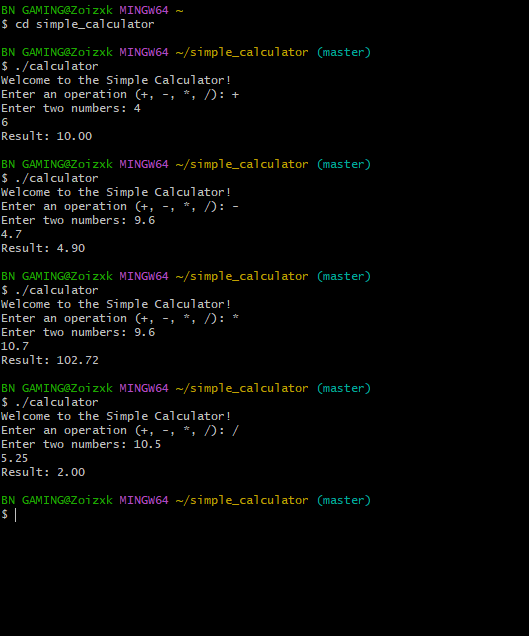 BN GAMING@Zoizxk MINGW64 ~
$ cd simple_calculator
BN GAMING@Zoizxk MINGW64 ~/simple_calculator (master)
$ ./calculator
Welcome to the Simple Calculator!
Enter an operation (+, -, *, /): +
Enter two numbers: 4
6
Result: 10.00
BN GAMING@Zoizxk MINGW64 ~/simple_calculator (master)
$ ./calculator
Welcome to the Simple Calculator!
Enter an operation (+, -, *, /): -
Enter two numbers: 9.6
4.7
Result: 4.90
BN GAMING@Zoizxk MINGW64 ~/simple_calculator (master)
$ ./calculator
Welcome to the Simple Calculator!
Enter an operation (+, -, *, /): *
Enter two numbers: 9.6
10.7
Result: 102.72
BN GAMING@Zoizxk MINGW64 ~/simple_calculator (master)
$ ./calculator
Welcome to the Simple Calculator!
Enter an operation (+, -, *, /): /
Enter two numbers: 10.5
5.25
Result: 2.00
BN GAMING@Zoizxk MINGW64 ~/simple_calculator (master)
$